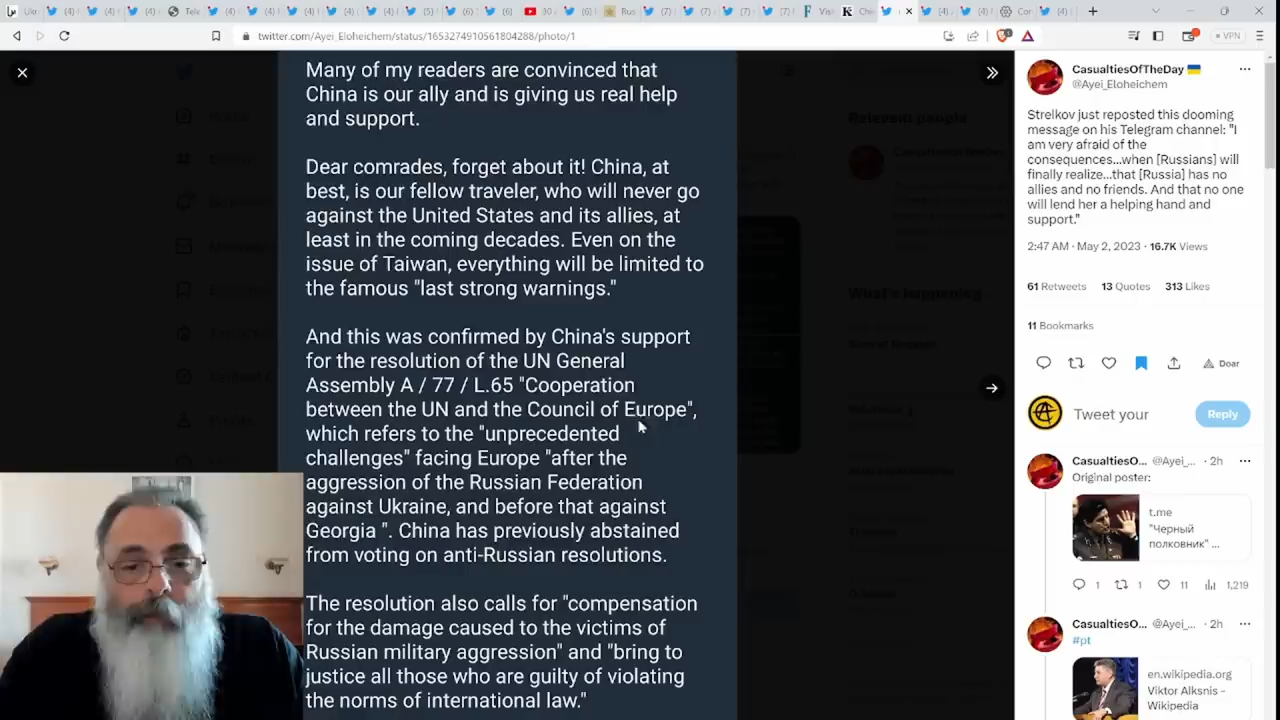 twitter.com/Ayei_Eloheichem/status/1653274910561804288/photo/1
VPN
Many of my readers are convinced that
China is our ally and is giving us real help
and support.
Dear comrades, forget about it! China, at
best, is our fellow traveler, who will never go
against the United States and its allies, at
least in the coming decades. Even on the
issue of Taiwan, everything will be limited to
the famous "last strong warnings."
And this was confirmed by China's support
for the resolution of the UN General
Assembly A / 77 / L.65 "Cooperation
between the UN and the Council of Europe",
which refers to the "unprecedented
challenges" facing Europe "after the
aggression of the Russian Federation
against Ukraine, and before that against
Georgia ". China has previously abstained
from voting on anti-Russian resolutions.
The resolution also calls for "compensation
for the damage caused to the victims of
Russian military aggression" and "bring to
justice all those who are guilty of violating
the norms of international law."
Relevant people
What's happening
CasualtiesOfTheDay
@Ayei_Eloheichem
Strelkov just reposted this dooming
message on his Telegram channel: "I
am very afraid of the
consequences...when [Russians] will
finally realize...that [Russia] has no
allies and no friends. And that no one
will lend her a helping hand and
support."
2:47 AM · May 2, 2023 · 16.7K Views
61 Retweets 13 Quotes 313 Likes
11 Bookmarks
Doar
Tweet your
Reply
CasualtiesO... @Ayei_... · 2h
Original poster:
t.me
"Черный
полковник" ...
1 1 11 1,219
CasualtiesO... @Ayei_... · 2h
#pt
en.wikipedia.org
Viktor Alksnis -
Wikipedia